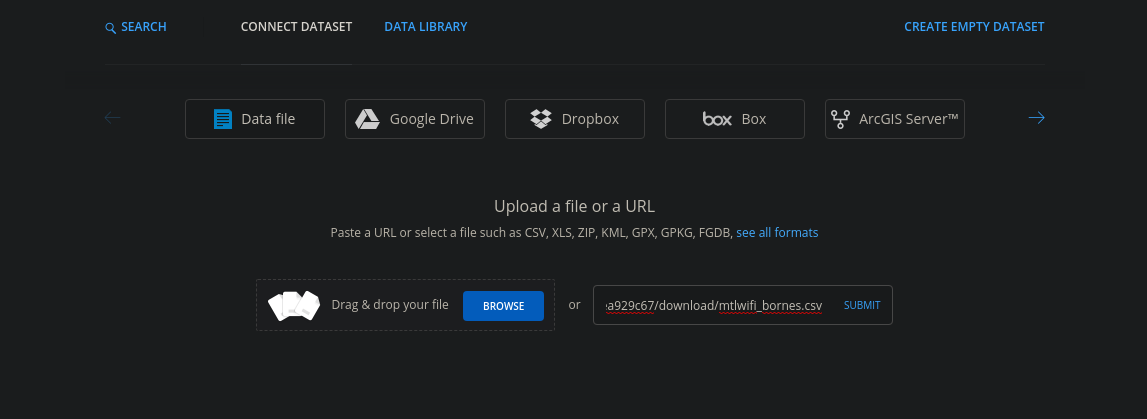 SEARCH CONNECT DATASET DATA LIBRARY CREATE EMPTY DATASET
Data file Google Drive Dropbox box Box ArcGIS Server™
Upload a file or a URL
Paste a URL or select a file such as CSV, XLS, ZIP, KML, GPX, GPKG, FGDB, see all formats
Drag & drop your file BROWSE or a929c67/download/mtlwifi_bornes.csv SUBMIT